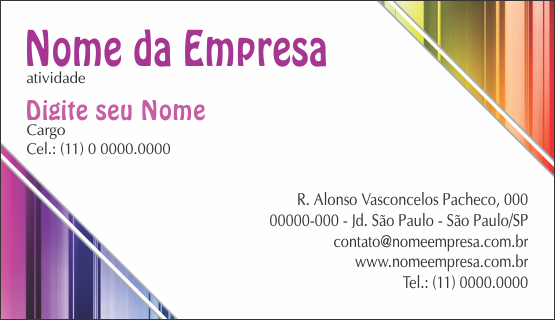 Nome da Empresa
atividade
Digite seu Nome
Cargo
Cel.: (11) 0 0000.0000
R. Alonso Vasconcelos Pacheco, 000
00000-000 - Jd. São Paulo - São Paulo/SP
contato@nomeempresa.com.br
www.nomeempresa.com.br
Tel.: (11) 0000.0000